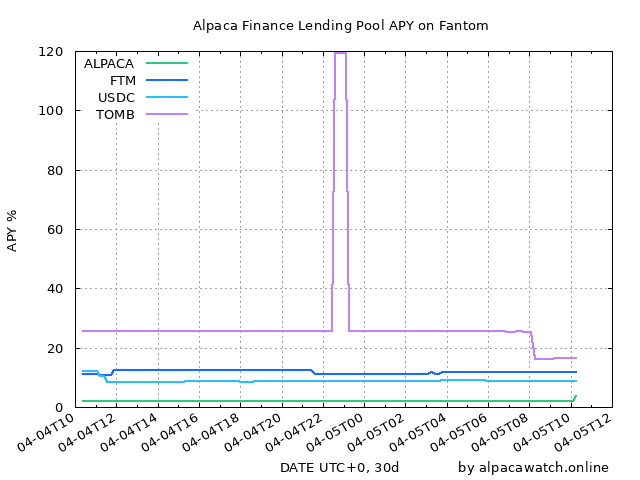 Alpaca Finance Lending Pool APY on Fantom
120
100
80
60
40
20
0
APY %
ALPACA
FTM
USDC
TOMB
04-04T10
04-04T12
04-04T14
04-04T16
04-04T18
04-04T20
04-04T22
04-05T00
04-05T02
04-05T04
04-05T06
04-05T08
04-05T10
04-05T12
DATE UTC+0, 30d
by alpacawatch.online